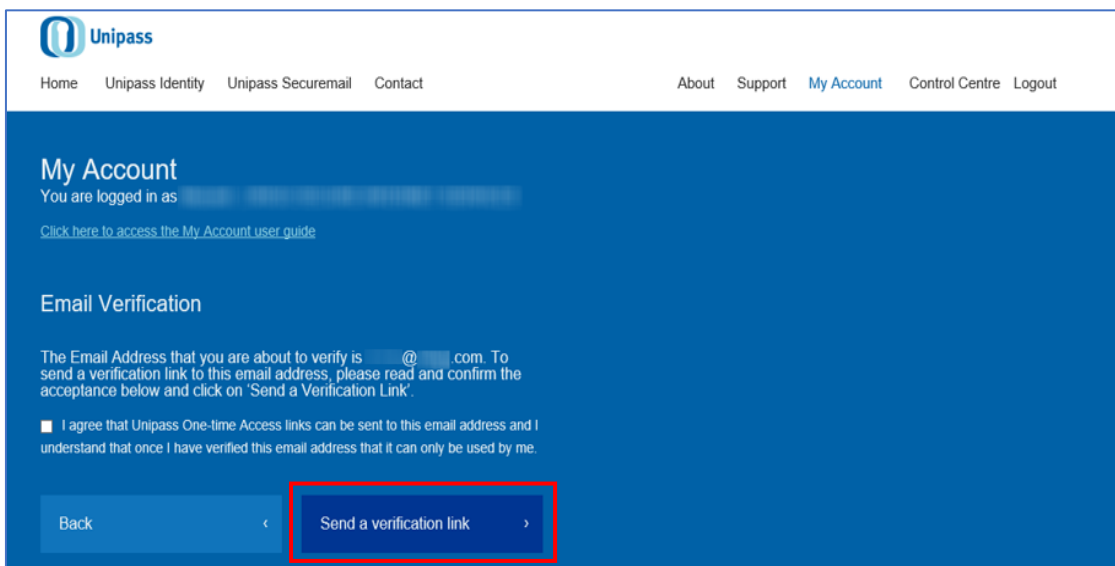 Unipass
Home Unipass Identity Unipass Securemail Contact About Support My Account Control Centre Logout
My Account
You are logged in as
Click here to access the My Account user guide
Email Verification
The Email Address that you are about to verify is @ .com. To
send a verification link to this email address, please read and confirm the
acceptance below and click on 'Send a Verification Link'.
I agree that Unipass One-time Access links can be sent to this email address and I
understand that once I have verified this email address that it can only be used by me.
Back ‹ Send a verification link ›